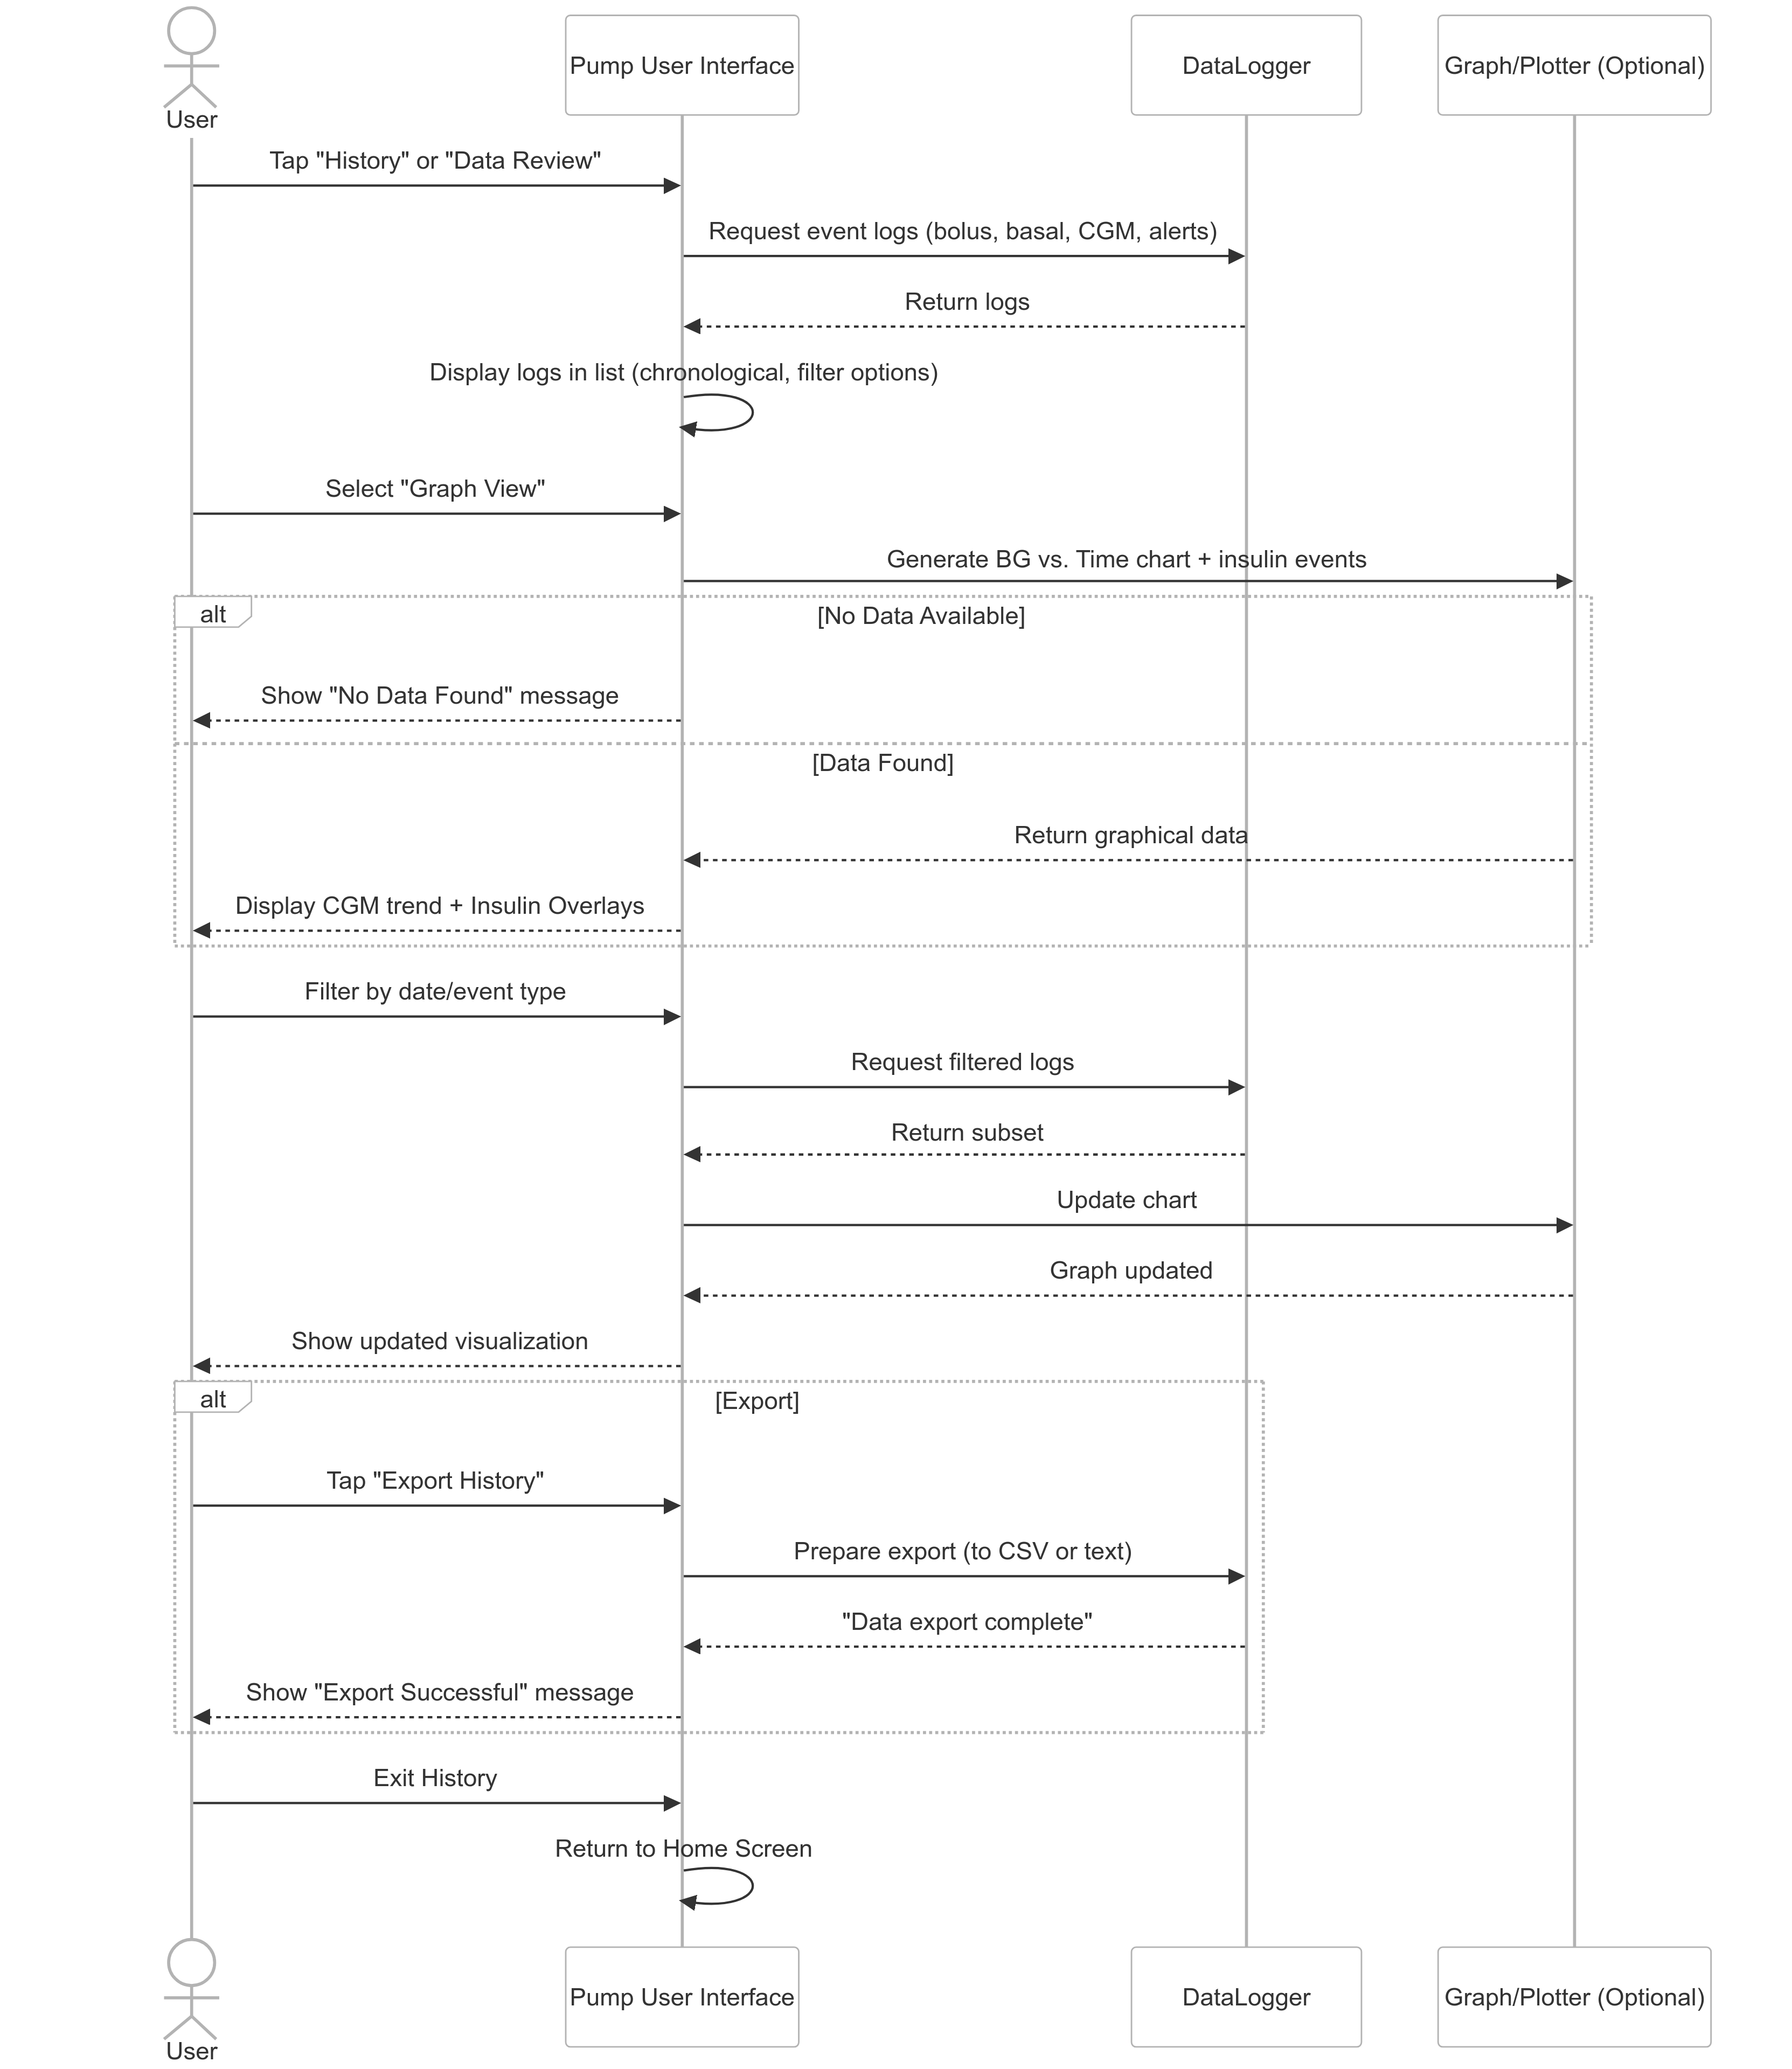 User
Pump User Interface
DataLogger
Graph/Plotter (Optional)
Tap "History" or "Data Review"
Request event logs (bolus, basal, CGM, alerts)
Return logs
Display logs in list (chronological, filter options)
Select "Graph View"
Generate BG vs. Time chart + insulin events
alt
[No Data Available]
Show "No Data Found" message
[Data Found]
Return graphical data
Display CGM trend + Insulin Overlays
Filter by date/event type
Request filtered logs
Return subset
Update chart
Graph updated
Show updated visualization
alt
[Export]
Tap "Export History"
Prepare export (to CSV or text)
"Data export complete"
Show "Export Successful" message
Exit History
Return to Home Screen
User
Pump User Interface
DataLogger
Graph/Plotter (Optional)